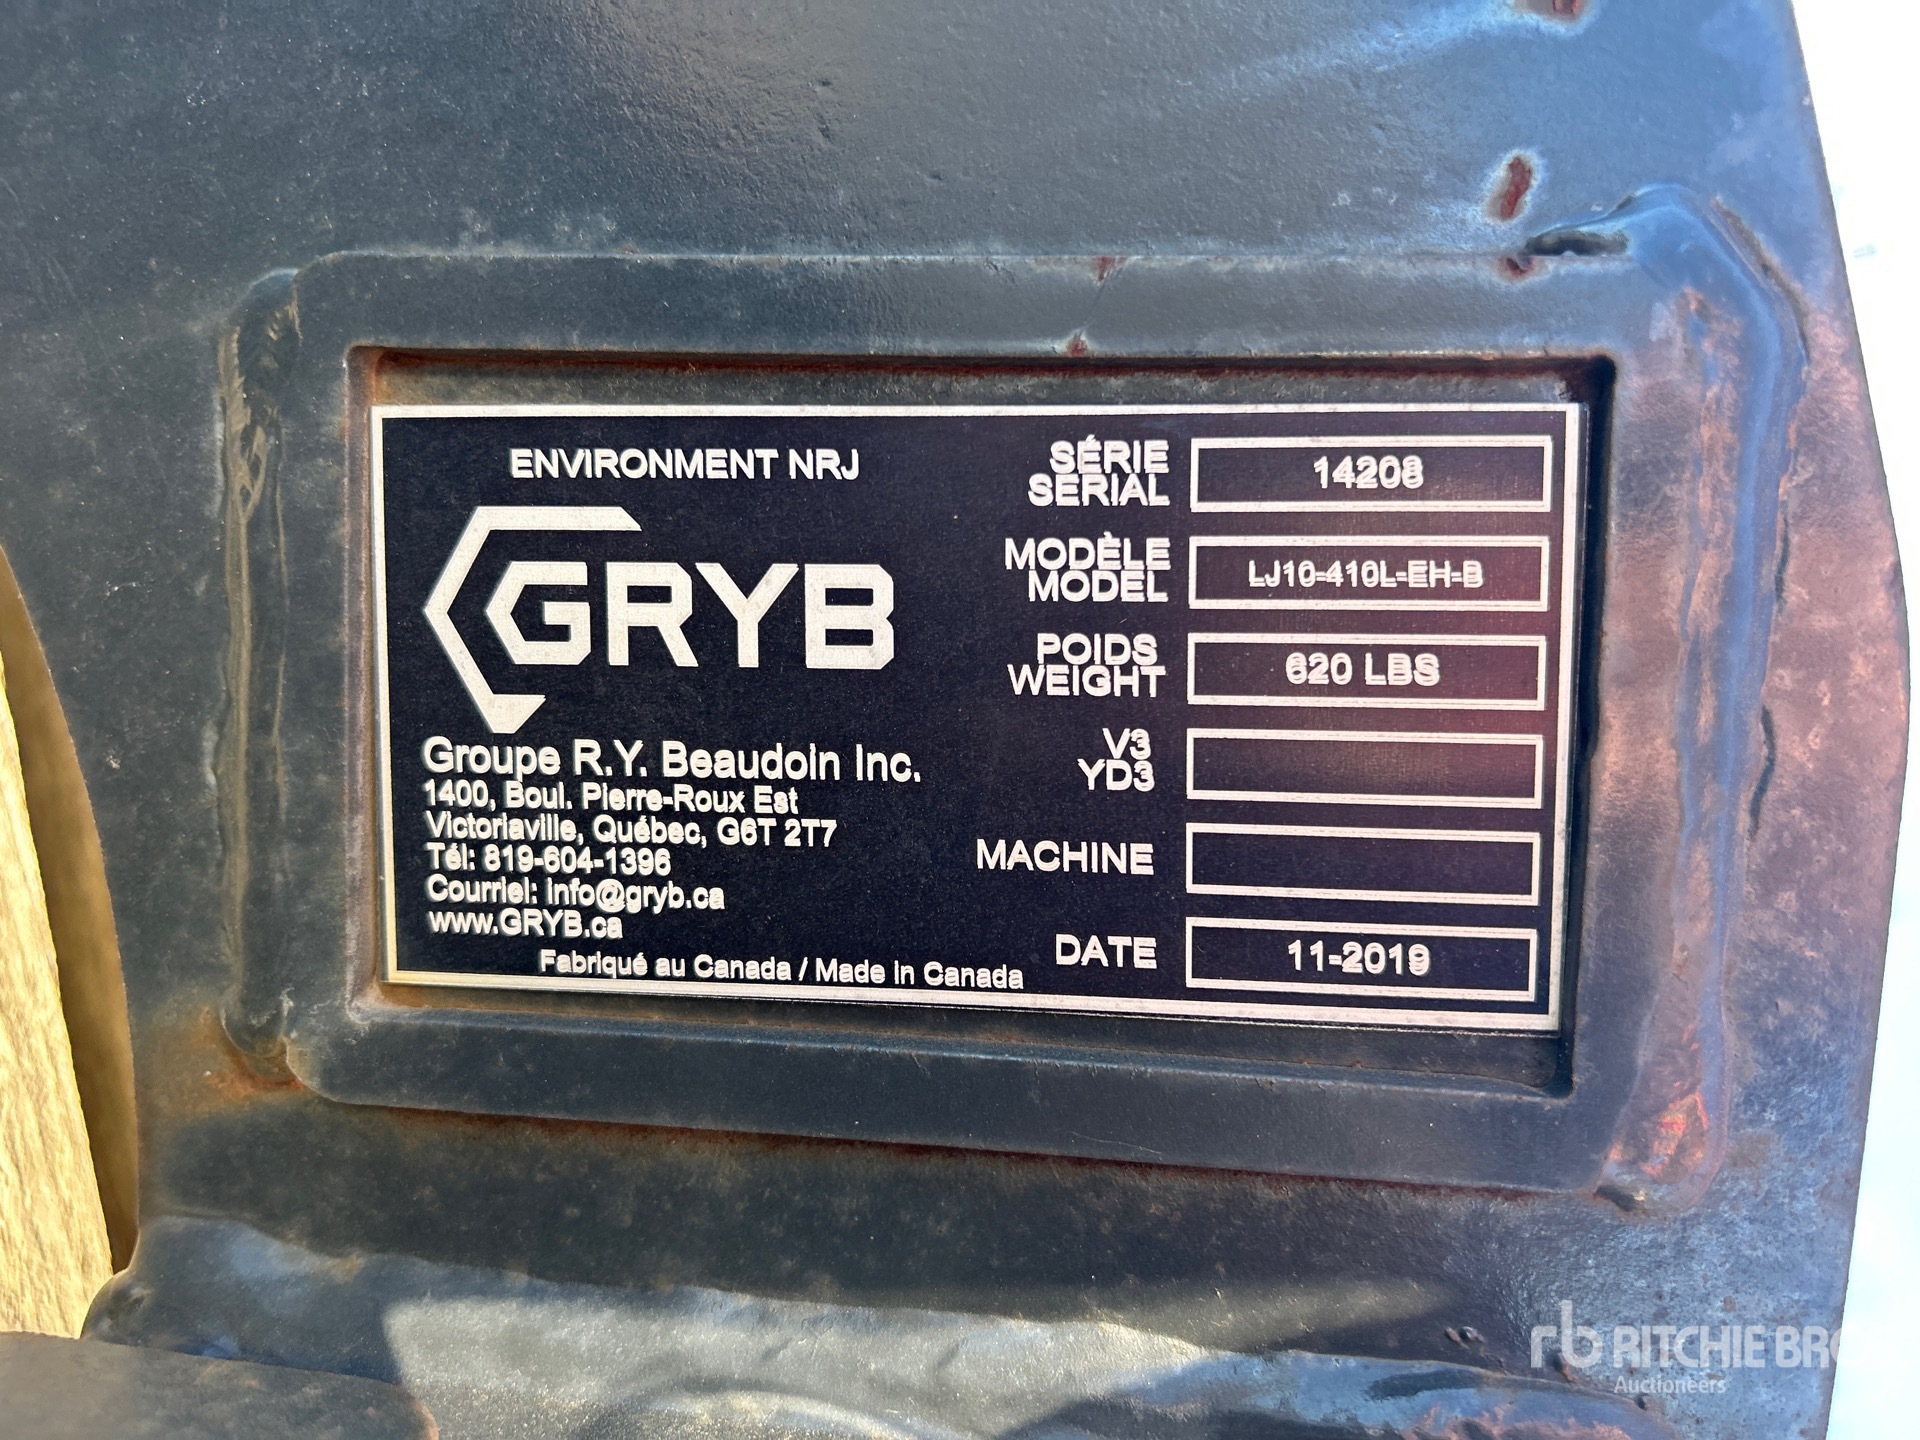 ENVIRONMENT NRJ
GRYB
Groupe R.Y. Beaudoin Inc.
1400, Boul. Pierre-Roux Est
Victoriaville, Québec, G6T 2T7
Tél: 819-604-1396
Courriel: info@gryb.ca
www.GRYB.ca
Fabriqué au Canada / Made in Canada
SÉRIE
SERIAL
14208
MODÈLE
MODEL
LJ10-410L-EH-B
POIDS
WEIGHT
620 LBS
V3
YD3
MACHINE
DATE
11-2019
rb RITCHIE BRO
Auctioneers